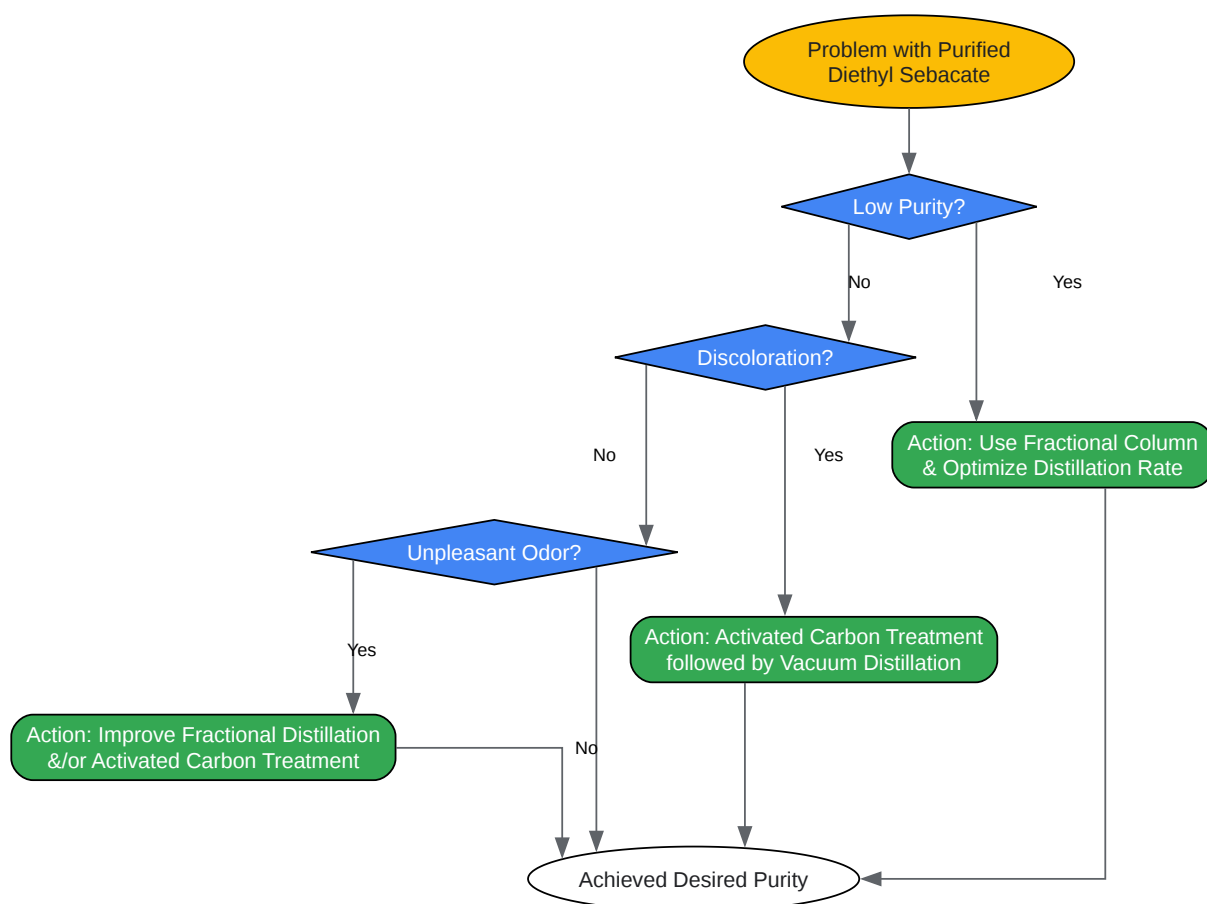 Problem with Purified
Diethyl Sebacate
Low Purity?
No
Yes
Discoloration?
Action: Use Fractional Column
& Optimize Distillation Rate
No
Yes
Unpleasant Odor?
Action: Activated Carbon Treatment
followed by Vacuum Distillation
Yes
Action: Improve Fractional Distillation
&/or Activated Carbon Treatment
No
Achieved Desired Purity